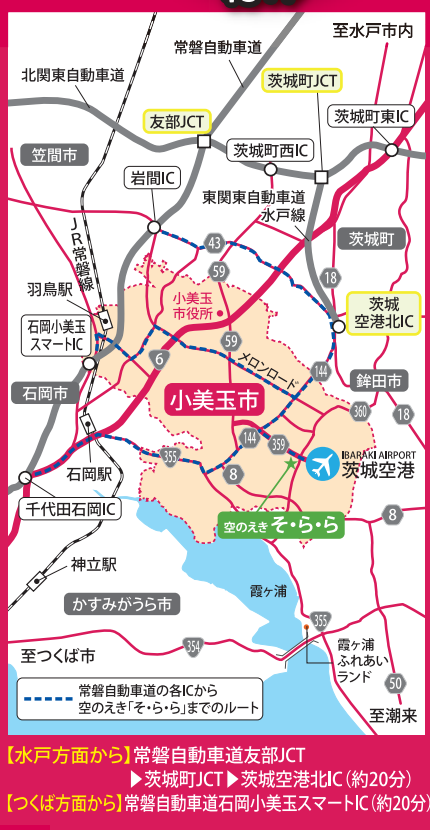 至水戸市内
常磐自動車道
北関東自動車道
茨城町JCT
友部JCT
茨城町東IC
茨城町西IC
笠間市
岩間IC
東関東自動車道
水戸線
43
茨城町
JR常磐線
59
18
羽鳥駅
小美玉
市役所
茨城
空港北IC
石岡小美玉
スマートIC
59
6
メロンロード
144
鉾田市
石岡市
小美玉市
360
18
144
359
IBARAKI AIRPORT
茨城空港
石岡駅
355
8
千代田石岡IC
空のえき そ・ら・ら
8
神立駅
霞ヶ浦
かすみがうら市
355
354
霞ヶ浦
ふれあい
ランド
至つくば市
50
常磐自動車道の各ICから
空のえき「そ・ら・ら」までのルート
至潮来
【水戸方面から】常磐自動車道友部JCT
▶茨城町JCT▶茨城空港北IC(約20分)
【つくば方面から】常磐自動車道石岡小美玉スマートIC(約20分)